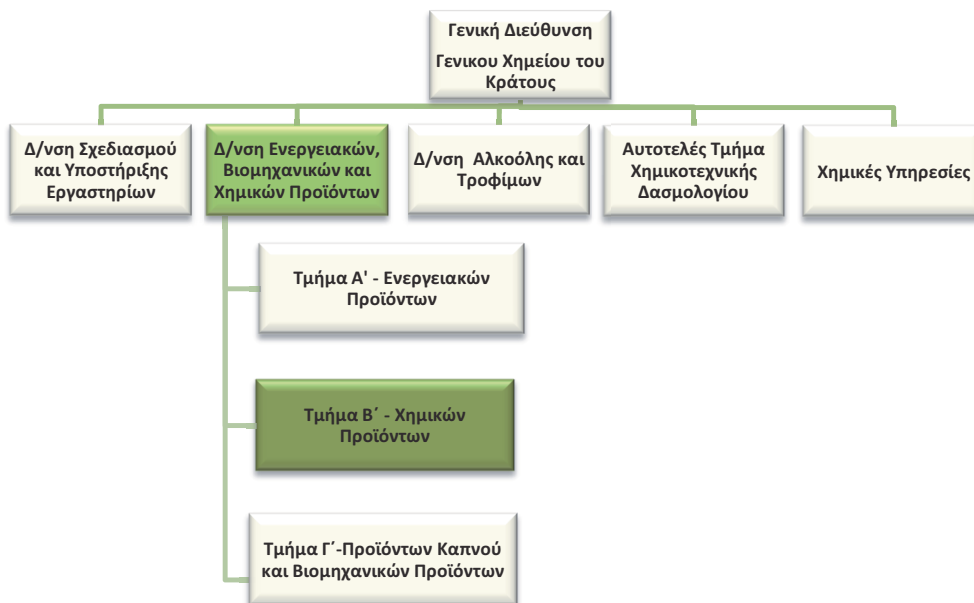 Γενική Διεύθυνση
Γενικου Χημείου του
Κράτους
Δ/νση Σχεδιασμού
και Υποστήριξης
Εργαστηρίων
Δ/νση Ενεργειακών,
Βιομηχανικών και
Χημικών Προϊόντων
Δ/νση Αλκοόλης και
Τροφίμων
Αυτοτελές Τμήμα
Χημικοτεχνικής
Δασμολογίου
Χημικές Υπηρεσίες
Τμήμα Α' - Ενεργειακών
Προϊόντων
Τμήμα Β΄ - Χημικών
Προϊόντων
Τμήμα Γ΄-Προϊόντων Καπνού
και Βιομηχανικών Προϊόντων